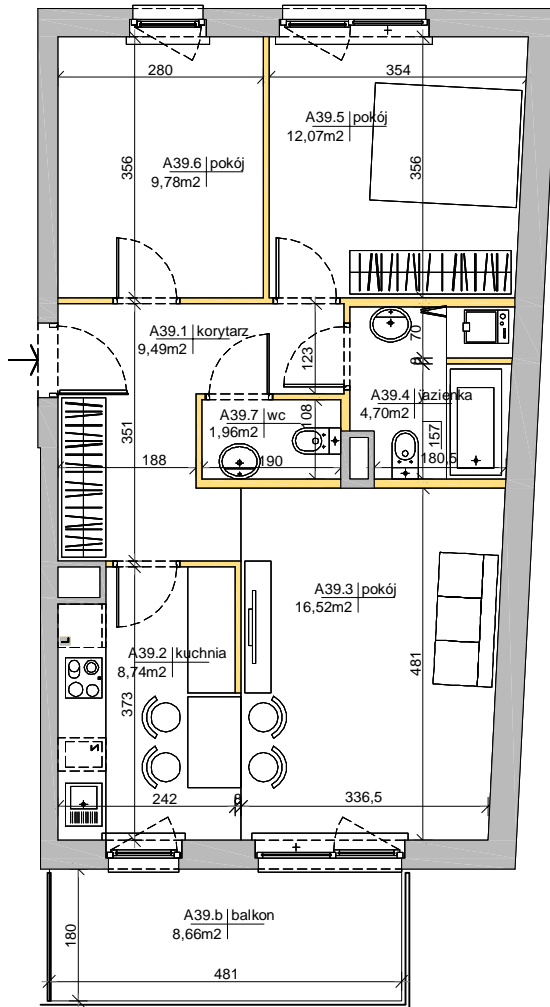 280
354
A39.5 pokój
12,07m2
A39.6 pokój
9,78m2
356
356
A39.1 korytarz
9,49m2
123
70
8
A39.4 łazienka
4,70m2
A39.7 wc
1,96m2
108
351
157
188
190
180,5
A39.3 pokój
16,52m2
A39.2 kuchnia
8,74m2
481
373
242
8
336,5
A39.b balkon
8,66m2
180
481